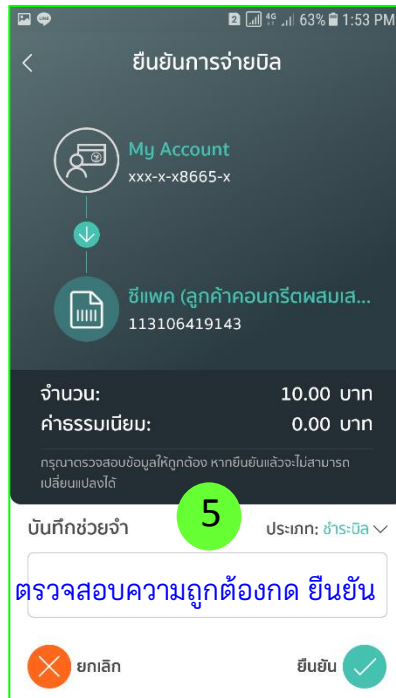 2 4G 63% 1:53 PM
ยืนยันการจ่ายบิล
My Account
xxx-x-x8665-x
ซีแพค (ลูกค้าคอนกรีตผสมเส...
113106419143
จำนวน: 10.00 บาท
ค่าธรรมเนียม: 0.00 บาท
กรุณาตรวจสอบข้อมูลให้ถูกต้อง หากยืนยันแล้วจะไม่สามารถ
เปลี่ยนแปลงได้
5
บันทึกช่วยจำ ประเภท: ชำระบิล
ตรวจสอบความถูกต้องกด ยืนยัน
ยกเลิก ยืนยัน